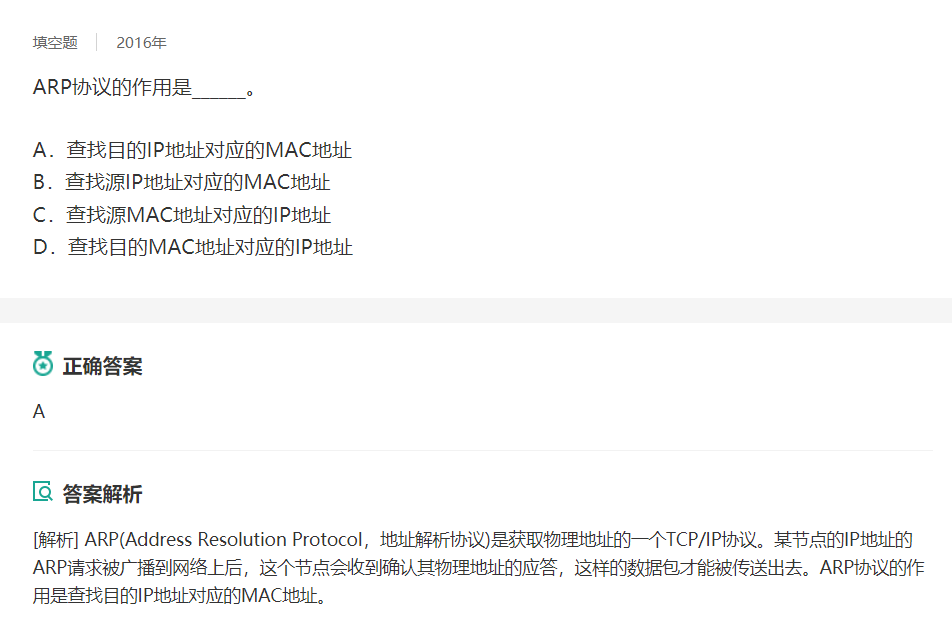 填空题 2016年
ARP协议的作用是______。
A．查找目的IP地址对应的MAC地址
B．查找源IP地址对应的MAC地址
C．查找源MAC地址对应的IP地址
D．查找目的MAC地址对应的IP地址
正确答案
A
答案解析
[解析] ARP(Address Resolution Protocol，地址解析协议)是获取物理地址的一个TCP/IP协议。某节点的IP地址的
ARP请求被广播到网络上后，这个节点会收到确认其物理地址的应答，这样的数据包才能被传送出去。ARP协议的作
用是查找目的IP地址对应的MAC地址。